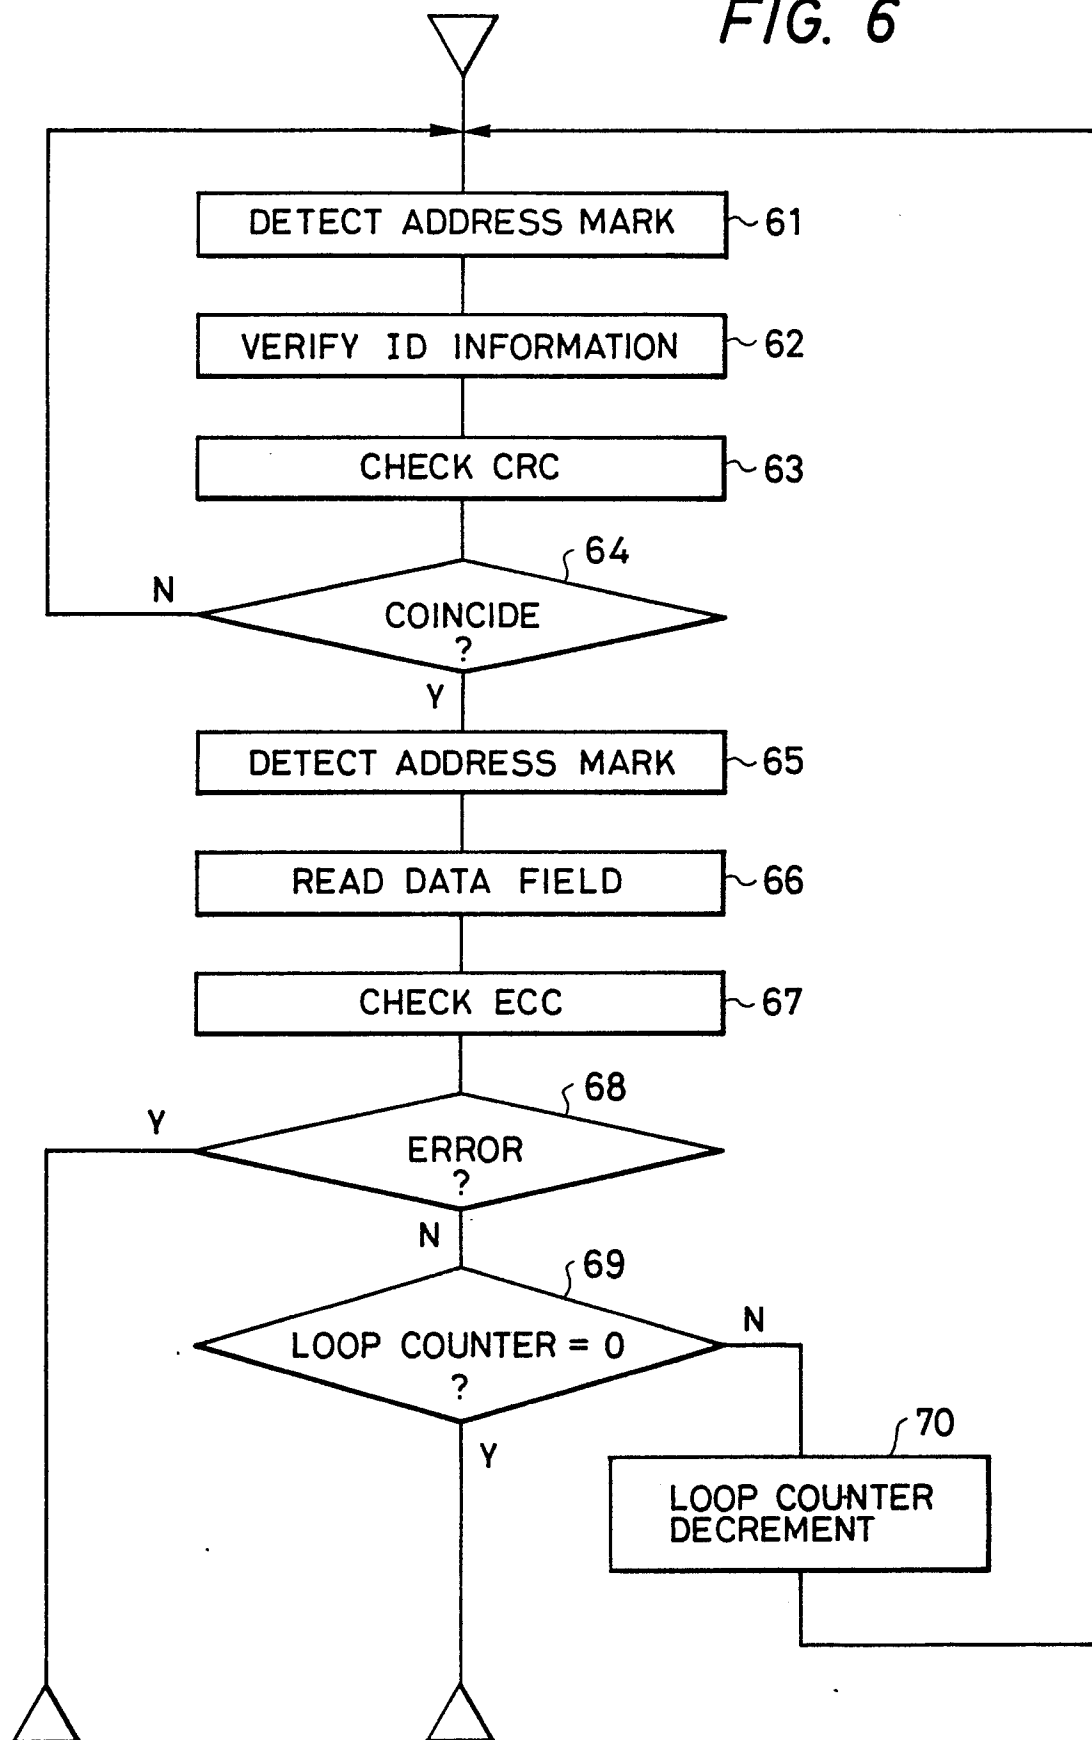 FIG. 6
DETECT ADDRESS MARK 61
VERIFY ID INFORMATION 62
CHECK CRC 63
64
N
COINCIDE
?
Y
DETECT ADDRESS MARK 65
READ DATA FIELD 66
CHECK ECC 67
68
Y
ERROR
?
N
69
N
LOOP COUNTER = 0
?
70
Y
LOOP COUNTER
DECREMENT